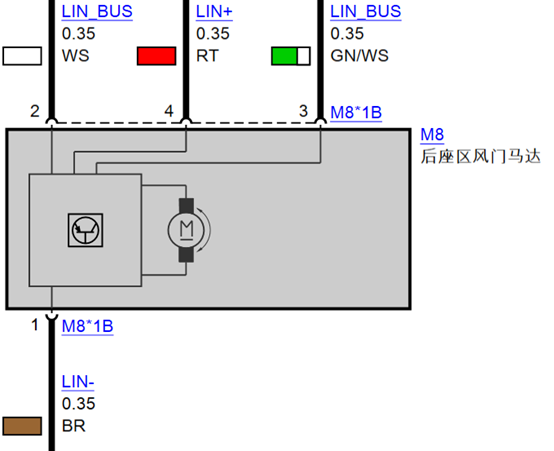 LIN_BUS
0.35
WS
LIN+
0.35
RT
LIN_BUS
0.35
GN/WS
2
4
3
M8*1B
M8
后座区风门马达
M
1
M8*1B
LIN-
0.35
BR